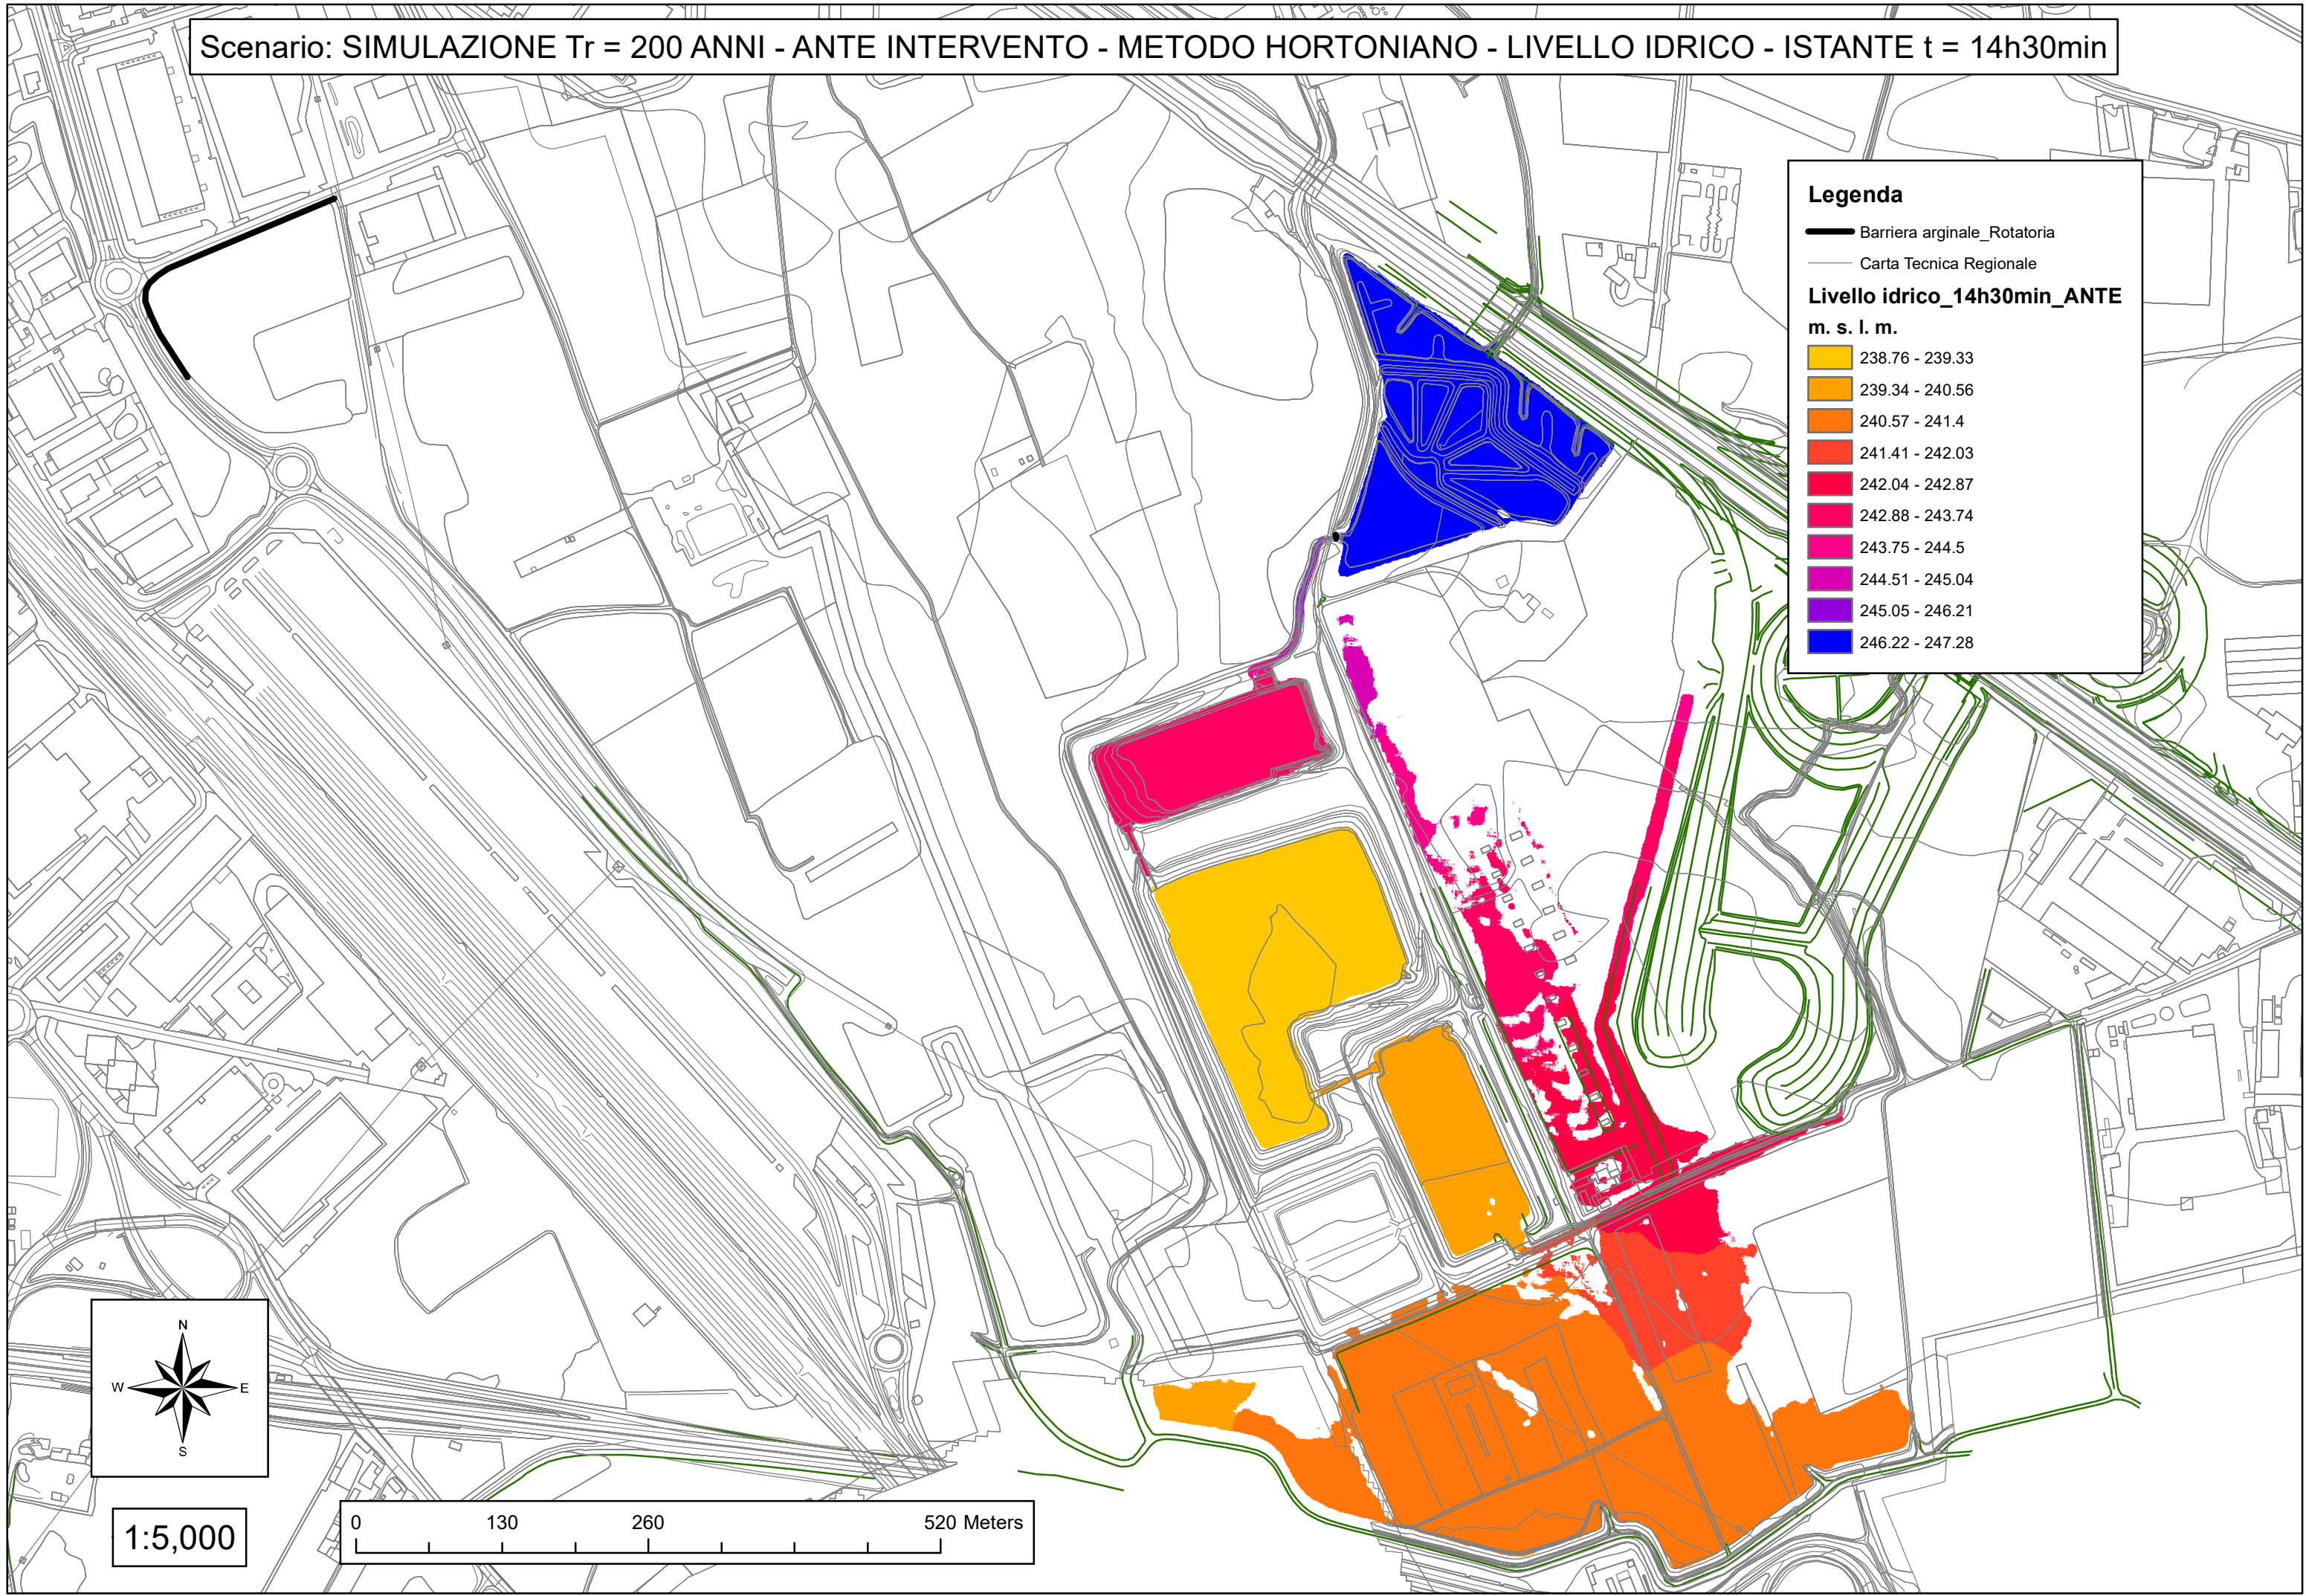 Scenario: SIMULAZIONE Tr = 200 ANNI - ANTE INTERVENTO - METODO HORTONIANO - LIVELLO IDRICO - ISTANTE t = 14h30min
Legenda
Barriera arginale_Rotatoria
Carta Tecnica Regionale
Livello idrico_14h30min_ANTE
m. s. l. m.
238.76 - 239.33
239.34 - 240.56
240.57 - 241.4
241.41 - 242.03
242.04 - 242.87
242.88 - 243.74
243.75 - 244.5
244.51 - 245.04
245.05 - 246.21
246.22 - 247.28
N
W E
S
1:5,000
0 130 260 520 Meters